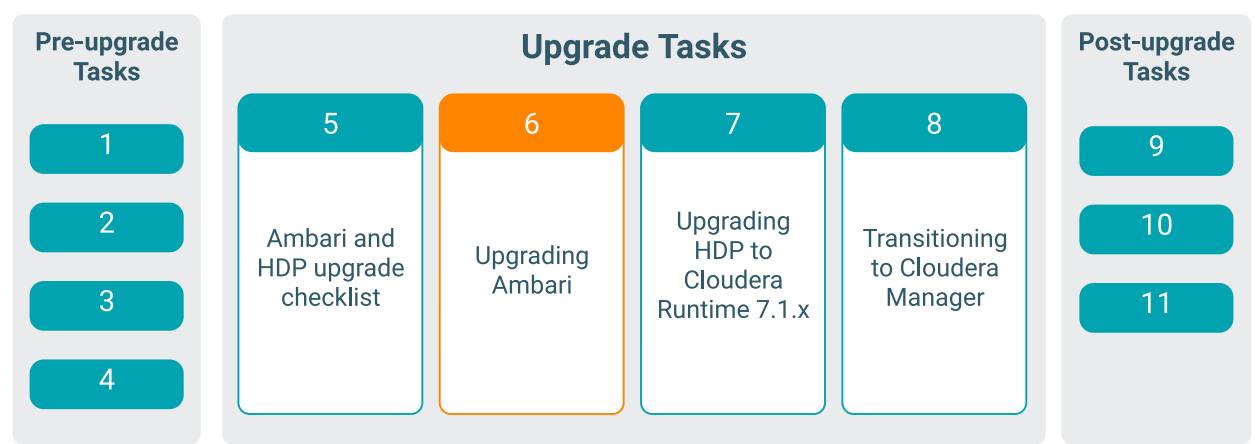 Pre-upgrade
Tasks
1
2
3
4
Upgrade Tasks
5
Ambari and
HDP upgrade
checklist
6
Upgrading
Ambari
7
Upgrading
HDP to
Cloudera
Runtime 7.1.x
8
Transitioning
to Cloudera
Manager
Post-upgrade
Tasks
9
10
11